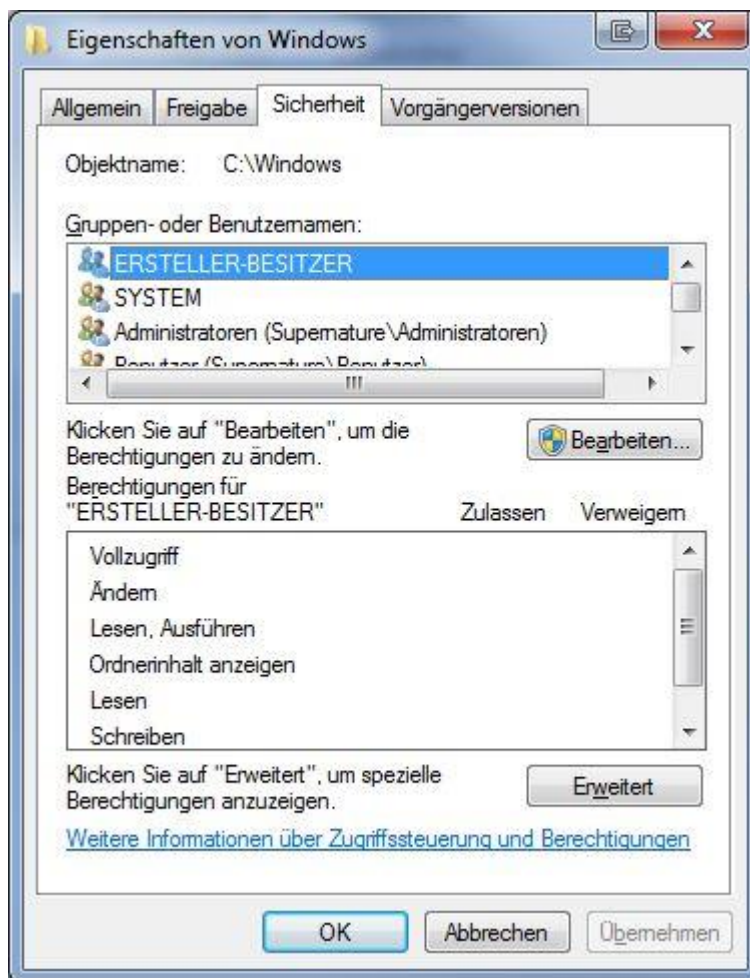 Eigenschaften von Windows
Allgemein Freigabe Sicherheit Vorgängerversionen
Objektname: C:\Windows
Gruppen- oder Benutzernamen:
ERSTELLER-BESITZER
SYSTEM
Administratoren (Supernature\Administratoren)
Benutzer (Supernature\Benutzer)
Klicken Sie auf "Bearbeiten", um die
Berechtigungen zu ändern.
Bearbeiten...
Berechtigungen für
"ERSTELLER-BESITZER" Zulassen Verweigern
Vollzugriff
Ändern
Lesen, Ausführen
Ordnerinhalt anzeigen
Lesen
Schreiben
Klicken Sie auf "Erweitert", um spezielle
Berechtigungen anzuzeigen.
Erweitert
Weitere Informationen über Zugriffssteuerung und Berechtigungen
OK Abbrechen Übernehmen